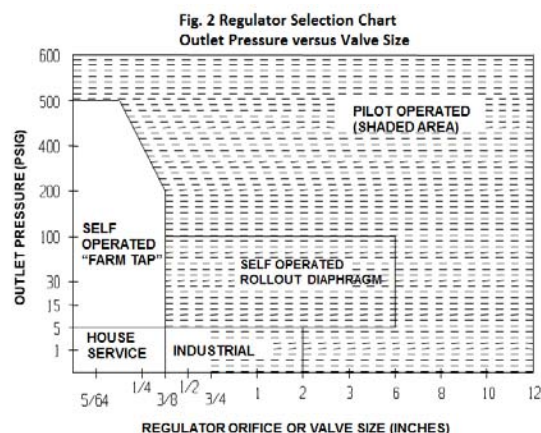 Fig. 2 Regulator Selection Chart
Outlet Pressure versus Valve Size
600
500
400
200
100
30
15
5
1
OUTLET PRESSURE (PSIG)
PILOT OPERATED
(SHADED AREA)
SELF
OPERATED
"FARM TAP"
SELF OPERATED
ROLLOUT DIAPHRAGM
HOUSE
SERVICE
INDUSTRIAL
5/64
1/4
3/8
1/2
3/4
1
2
3
6
8
10
12
REGULATOR ORIFICE OR VALVE SIZE (INCHES)